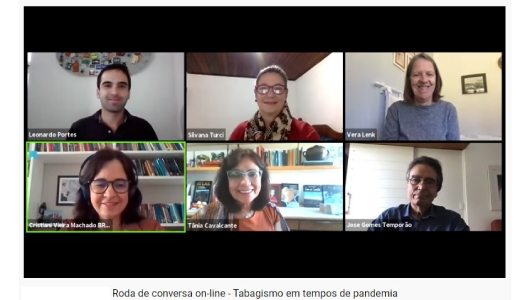 Leonardo Portes
Silvana Turci
Vera Lenk
Cristiani Vieira Machado BR...
Tânia Cavalcante
Jose Gomes Temporão
Roda de conversa on-line - Tabagismo em tempos de pandemia